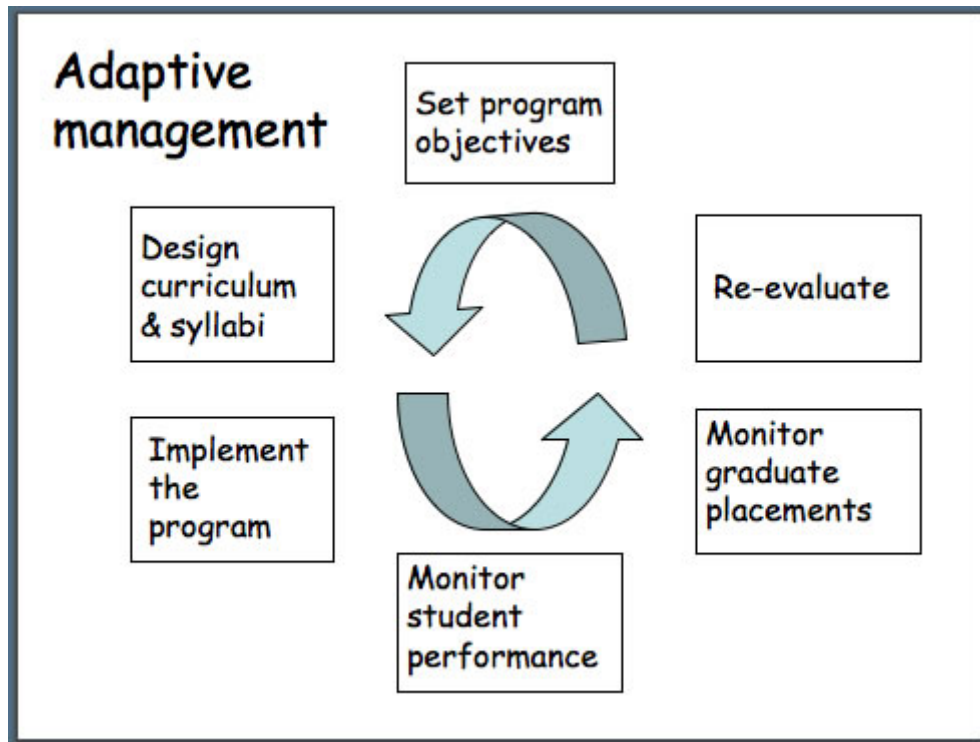 Adaptive
management
Set program
objectives
Design
curriculum
& syllabi
Re-evaluate
Implement
the
program
Monitor
graduate
placements
Monitor
student
performance